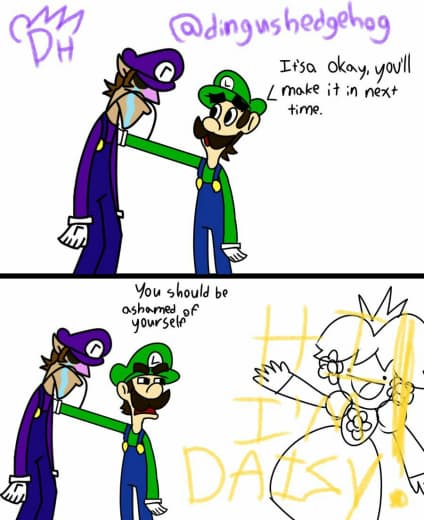 DH
@dingushedgehog
It'sa okay, you'll
make it in next
time.
L
You should be
ashamed of
yourself
L
HI!
I'M
DAISY!